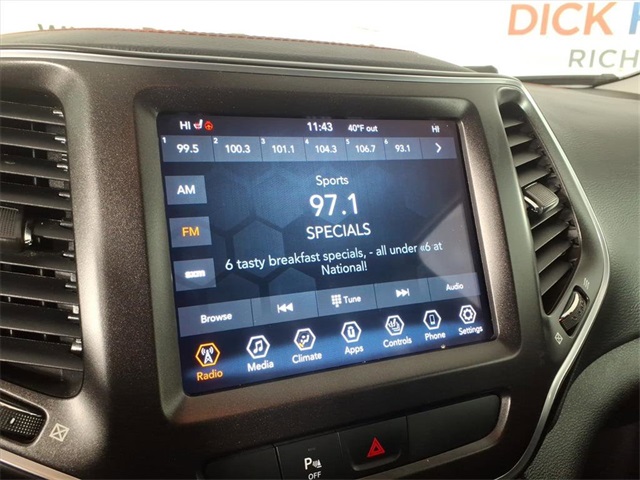 DICK
RICH
HI 11:43 40°F out HI
1 99.5 2 100.3 3 101.1 4 104.3 5 106.7 6 93.1
AM
FM
sxm
Sports
97.1
SPECIALS
6 tasty breakfast specials, - all under «6 at
National!
Browse Tune Audio
Radio Media Climate Apps Controls Phone Settings
P
OFF